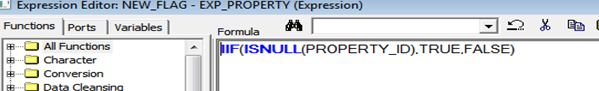 Expression Editor: NEW_FLAG - EXP_PROPERTY (Expression)
Functions Ports Variables
Formula
All Functions
Character
Conversion
Data Cleansing
IIF(ISNULL(PROPERTY_ID),TRUE,FALSE)